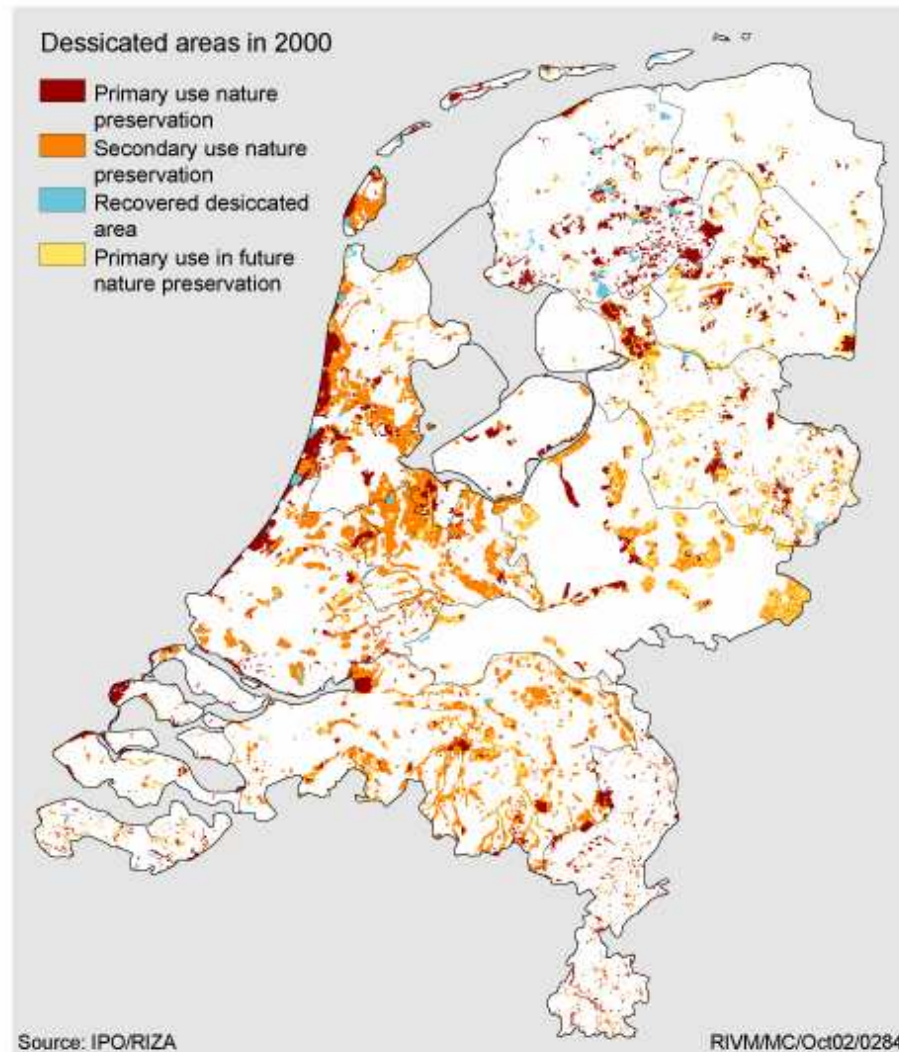 Dessicated areas in 2000
Primary use nature
preservation
Secondary use nature
preservation
Recovered desiccated
area
Primary use in future
nature preservation
Source: IPO/RIZA
RIVM/MC/Oct02/0284